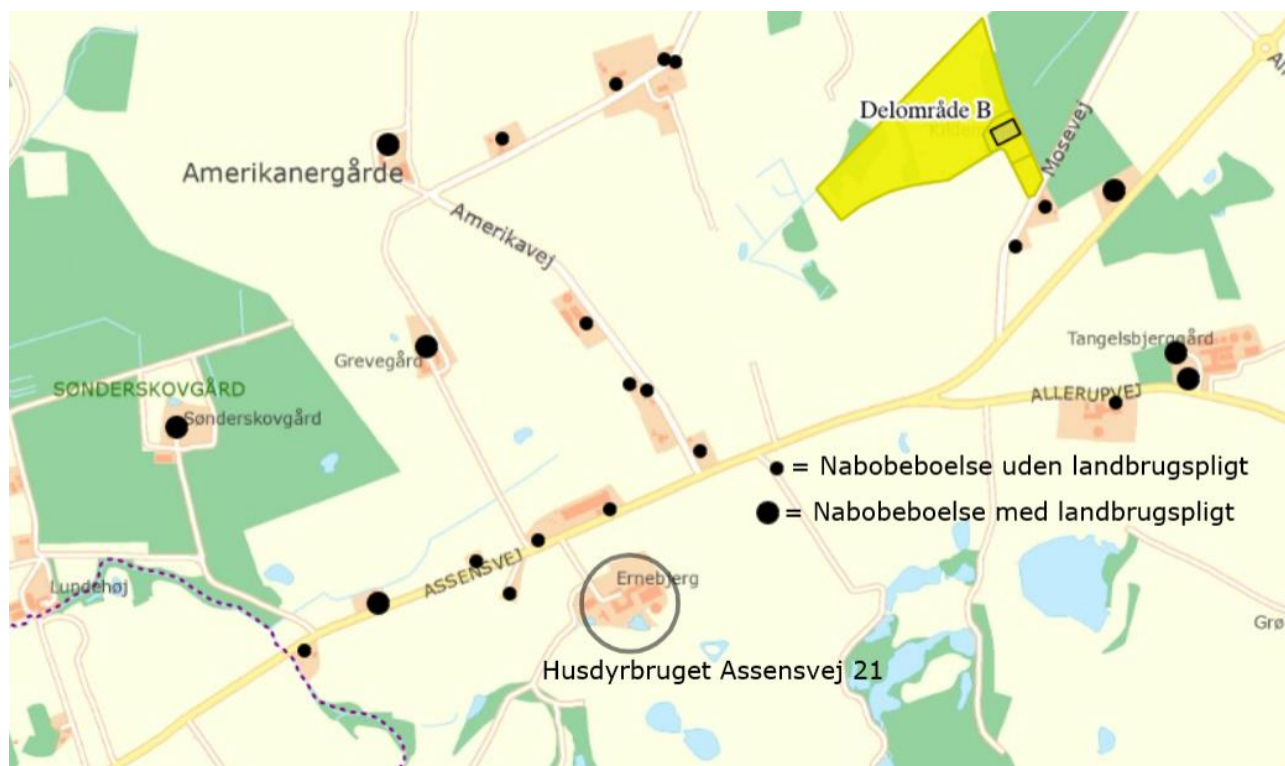 Delområde B
Amerikanergårde
Mosevej
Amerikavej
Tangelsbjerggård
Grevegård
SØNDERSKOVGÅRD
Sønderskovgård
ALLERUPVEJ
= Nabobeboelse uden landbrugspligt
= Nabobeboelse med landbrugspligt
ASSENSVEJ
Ernebjerg
Lundehøj
Husdyrbruget Assensvej 21